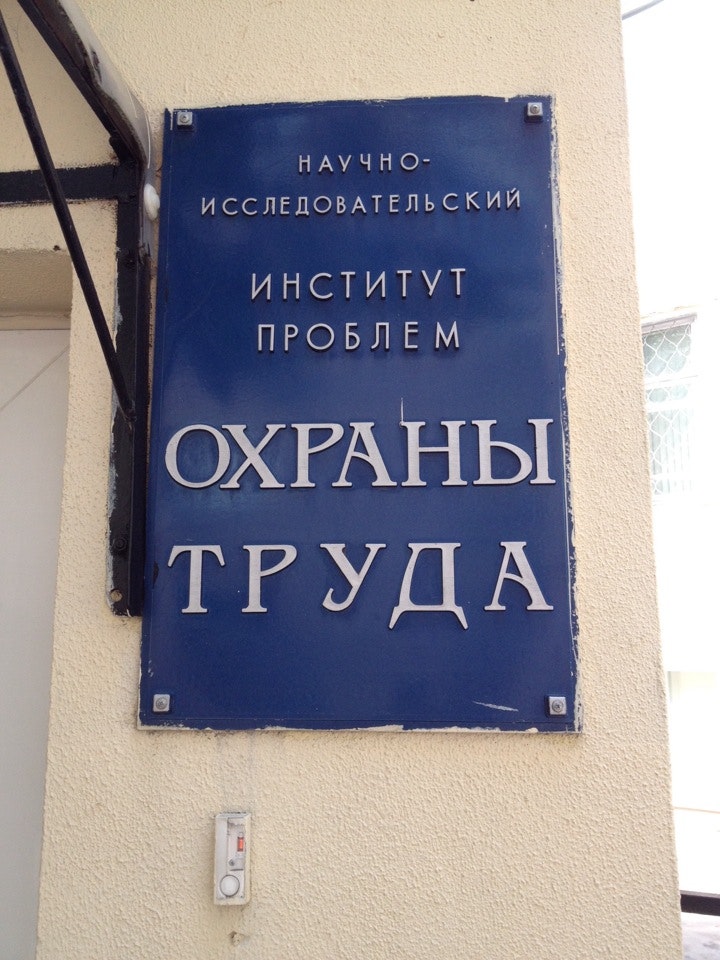 НАУЧНО-
ИССЛЕДОВАТЕЛЬСКИЙ
ИНСТИТУТ
ПРОБЛЕМ
ОХРАНЫ
ТРУДА